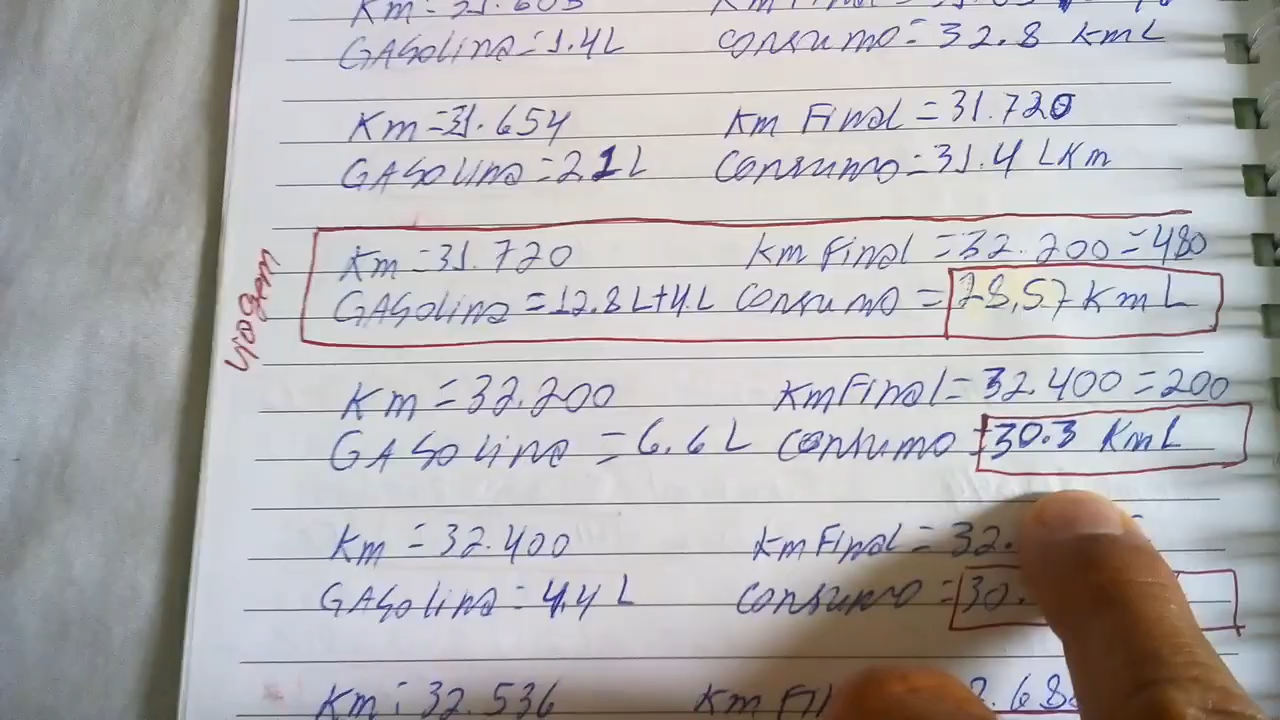 GASolina=1.4L consumo= 32.8 KmL
Km=31.654 Km Final=31.720
GASolina=2.1L Consumo=31.4 LKm
Km=31.720 Km Final=32.200=480
GASolina=12.8L+4L Consumo=28,57 KmL
Km=32.200 KmFinal=32.400=200
GASolina=6.6L Consumo=30.3 KmL
Km=32.400 KmFinal=32.
GASolina=4.4L consumo=30.
Km:32.536 Km